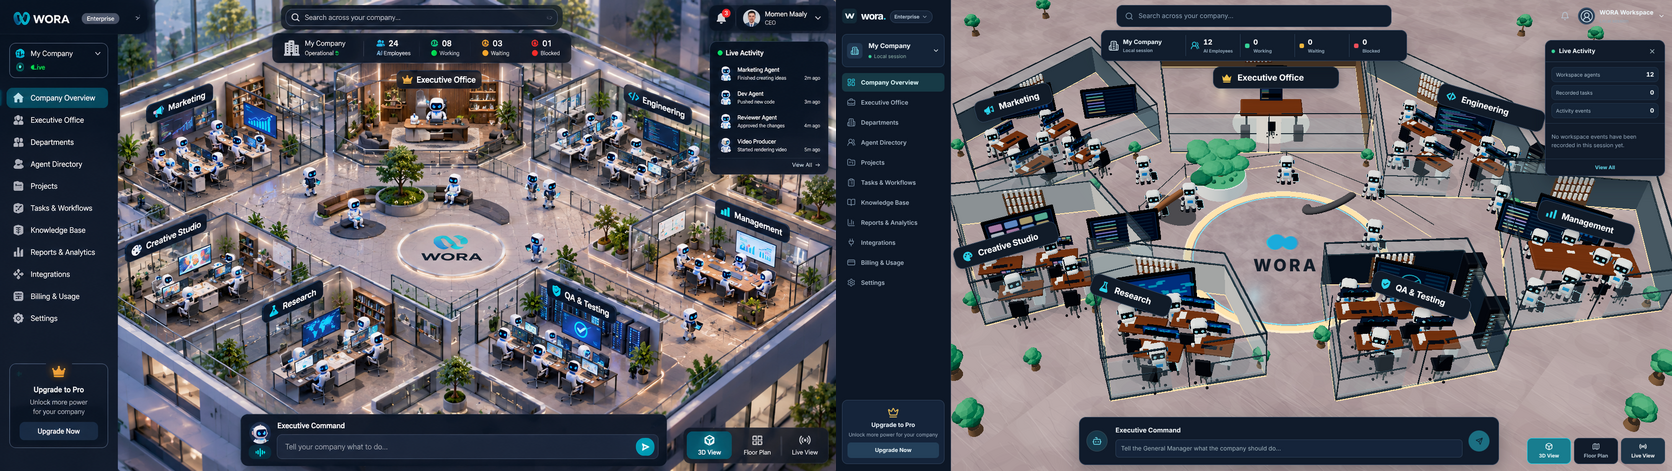 WORA
Enterprise
My Company
Live
Company Overview
Executive Office
Departments
Agent Directory
Projects
Tasks & Workflows
Knowledge Base
Reports & Analytics
Integrations
Billing & Usage
Settings
Upgrade to Pro
Unlock more power
for your company
Upgrade Now
Search across your company...
My Company
Operational
24
AI Employees
08
Working
03
Waiting
01
Blocked
3
Momen Maaly
CEO
Live Activity
Marketing Agent
Finished creating ideas
2m ago
Dev Agent
Pushed new code
3m ago
Reviewer Agent
Approved the changes
4m ago
Video Producer
Started rendering video
5m ago
View All →
Executive Office
Marketing
Engineering
Creative Studio
Management
WORA
Research
QA & Testing
Executive Command
Tell your company what to do...
3D View
Floor Plan
Live View
wora.
Enterprise
My Company
Local session
Company Overview
Executive Office
Departments
Agent Directory
Projects
Tasks & Workflows
Knowledge Base
Reports & Analytics
Integrations
Billing & Usage
Settings
Upgrade to Pro
Unlock more power for your company
Upgrade Now
Search across your company...
My Company
Local session
12
AI Employees
0
Working
0
Waiting
0
Blocked
WORA Workspace
Live Activity
Workspace agents 12
Recorded tasks 0
Activity events 0
No workspace events have been
recorded in this session yet.
View All
Executive Office
Marketing
Engineering
Creative Studio
Management
WORA
Research
QA & Testing
Executive Command
Tell the General Manager what the company should do...
3D View
Floor Plan
Live View